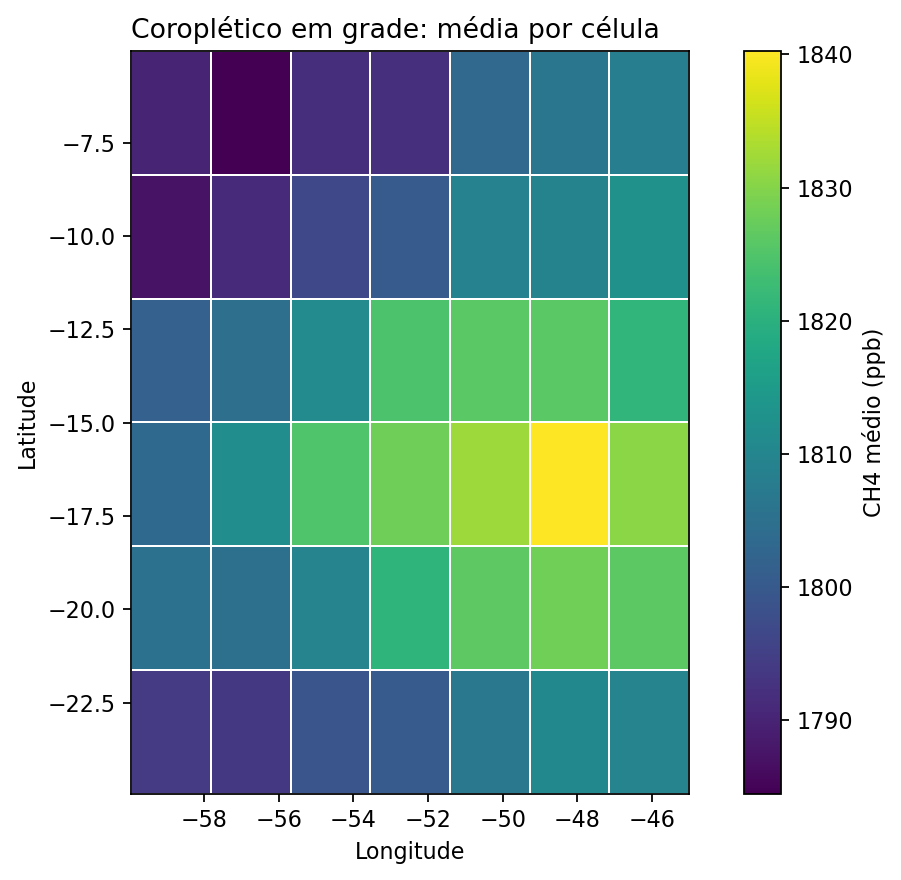 Coroplético em grade: média por célula
−7.5
−10.0
−12.5
−15.0
−17.5
−20.0
−22.5
Latitude
−58 −56 −54 −52 −50 −48 −46
Longitude
1840
1830
1820
1810
1800
1790
CH4 médio (ppb)